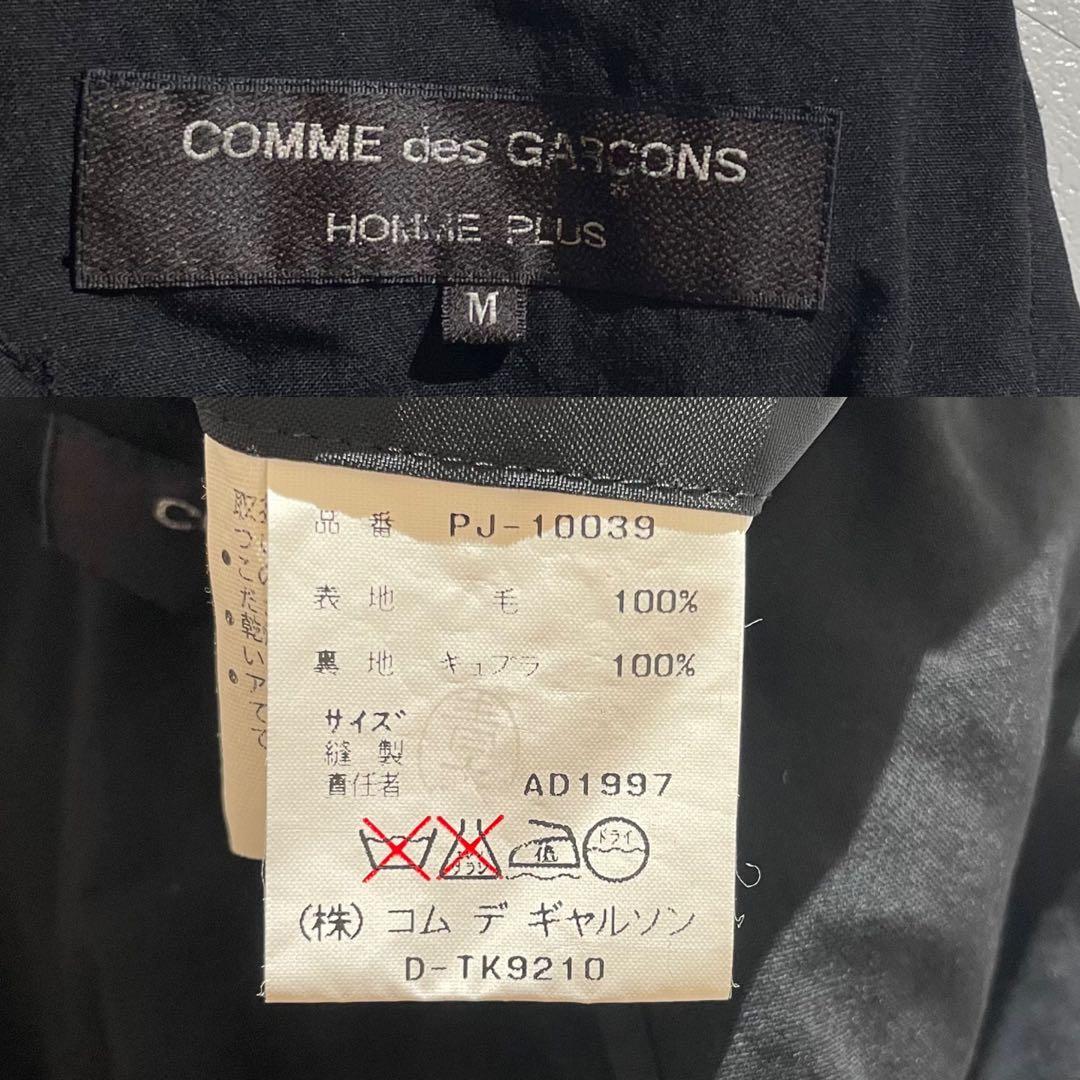 COMME des GARÇONS
HOMME PLUS
M
品番 PJ-10039
表地 毛 100%
裏地 キュプラ 100%
サイズ
縫製
責任者 AD1997
低 ドライ
(株) コム デ ギャルソン
D-TK9210